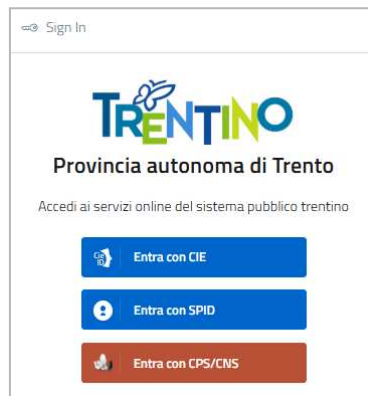 Sign In
TRENTINO
Provincia autonoma di Trento
Accedi ai servizi online del sistema pubblico trentino
Entra con CIE
Entra con SPID
Entra con CPS/CNS